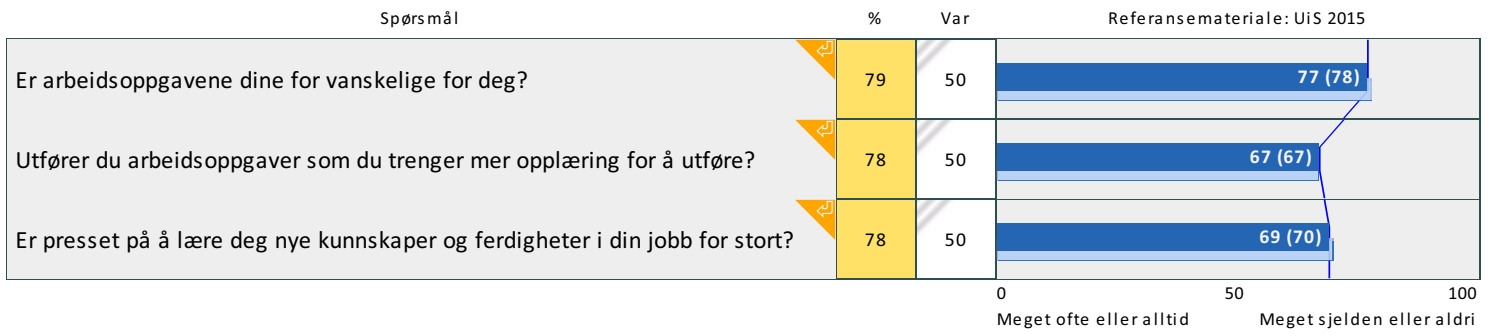 Spørsmål % Var Referansemateriale: UiS 2015
Er arbeidsoppgavene dine for vanskelige for deg? 79 50 77 (78)
Utfører du arbeidsoppgaver som du trenger mer opplæring for å utføre? 78 50 67 (67)
Er presset på å lære deg nye kunnskaper og ferdigheter i din jobb for stort? 78 50 69 (70)
0 50 100
Meget ofte eller alltid Meget sjelden eller aldri